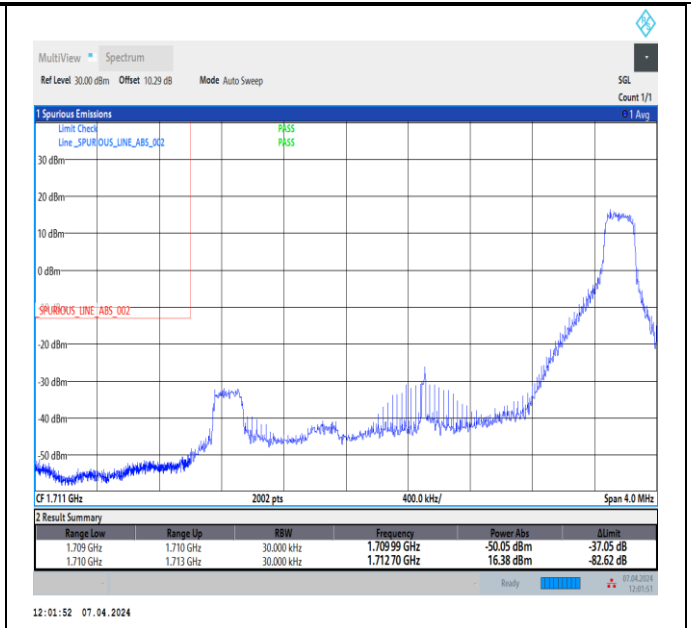 MultiView Spectrum
Ref Level 30.00 dBm Offset 10.29 dB Mode Auto Sweep SGL
Count 1/1
1 Spurious Emissions 1 Avg
Limit Check PASS
Line _SPURIOUS_LINE_ABS_002 PASS
30 dBm
20 dBm
10 dBm
0 dBm
_SPURIOUS_LINE_ABS_002
-20 dBm
-30 dBm
-40 dBm
-50 dBm
CF 1.711 GHz 2002 pts 400.0 kHz/ Span 4.0 MHz
2 Result Summary
Range Low Range Up RBW Frequency Power Abs ΔLimit
1.709 GHz 1.710 GHz 30.000 kHz 1.70999 GHz -50.05 dBm -37.05 dB
1.710 GHz 1.713 GHz 30.000 kHz 1.71270 GHz 16.38 dBm -82.62 dB
Ready 07.04.2024
12:01:51
12:01:52 07.04.2024